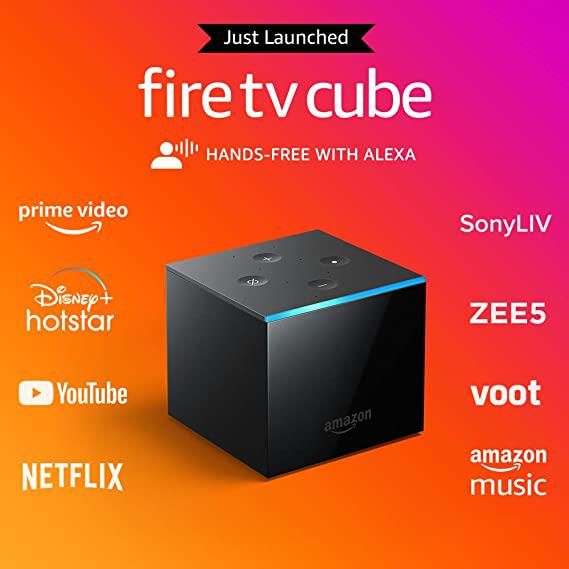 Just Launched
fire tv cube
HANDS-FREE WITH ALEXA
prime video
Disney+
hotstar
YouTube
NETFLIX
SonyLIV
ZEE5
voot
amazon
music
amazon